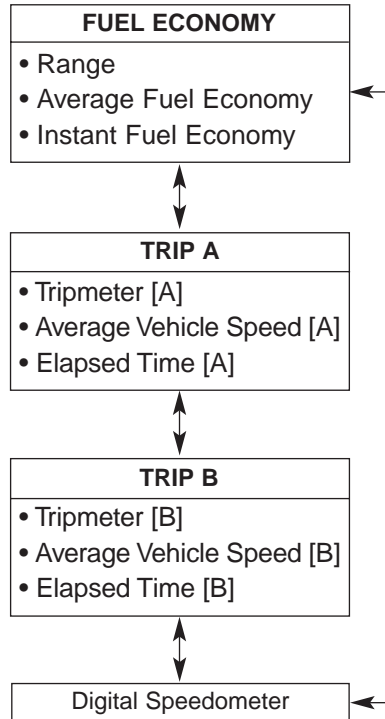 FUEL ECONOMY
• Range
• Average Fuel Economy
• Instant Fuel Economy
TRIP A
• Tripmeter [A]
• Average Vehicle Speed [A]
• Elapsed Time [A]
TRIP B
• Tripmeter [B]
• Average Vehicle Speed [B]
• Elapsed Time [B]
Digital Speedometer